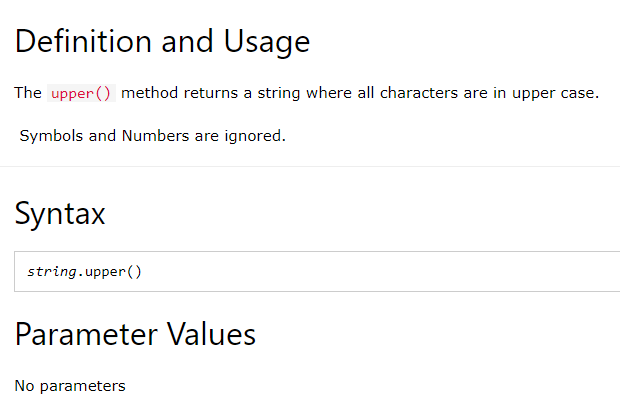 Definition and Usage
The upper() method returns a string where all characters are in upper case.
Symbols and Numbers are ignored.
Syntax
string.upper()
Parameter Values
No parameters